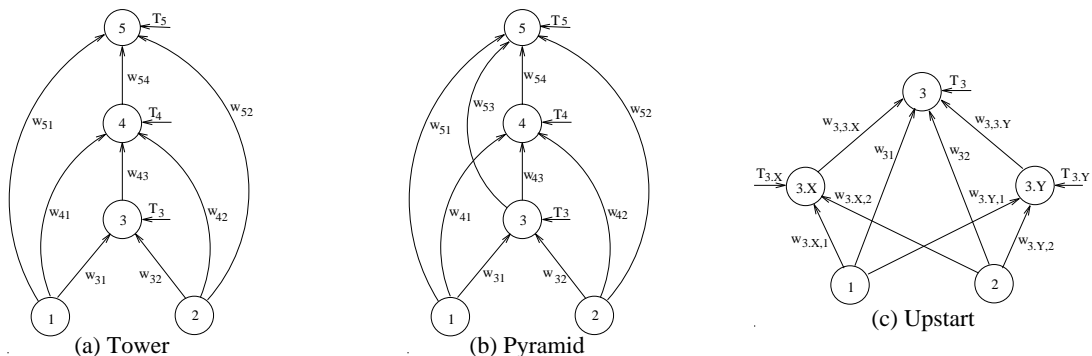 5
T5
w54
w51
w52
4
T4
w43
w41
w42
3
T3
w31
w32
1
2
(a) Tower
5
T5
w54
w53
w51
w52
4
T4
w43
w41
w42
3
T3
w31
w32
1
2
(b) Pyramid
3
T3
w3,3.X
w3,3.Y
w31
w32
T3.X
3.X
w3.X,2
w3.Y,1
3.Y
T3.Y
w3.X,1
w3.Y,2
1
2
(c) Upstart